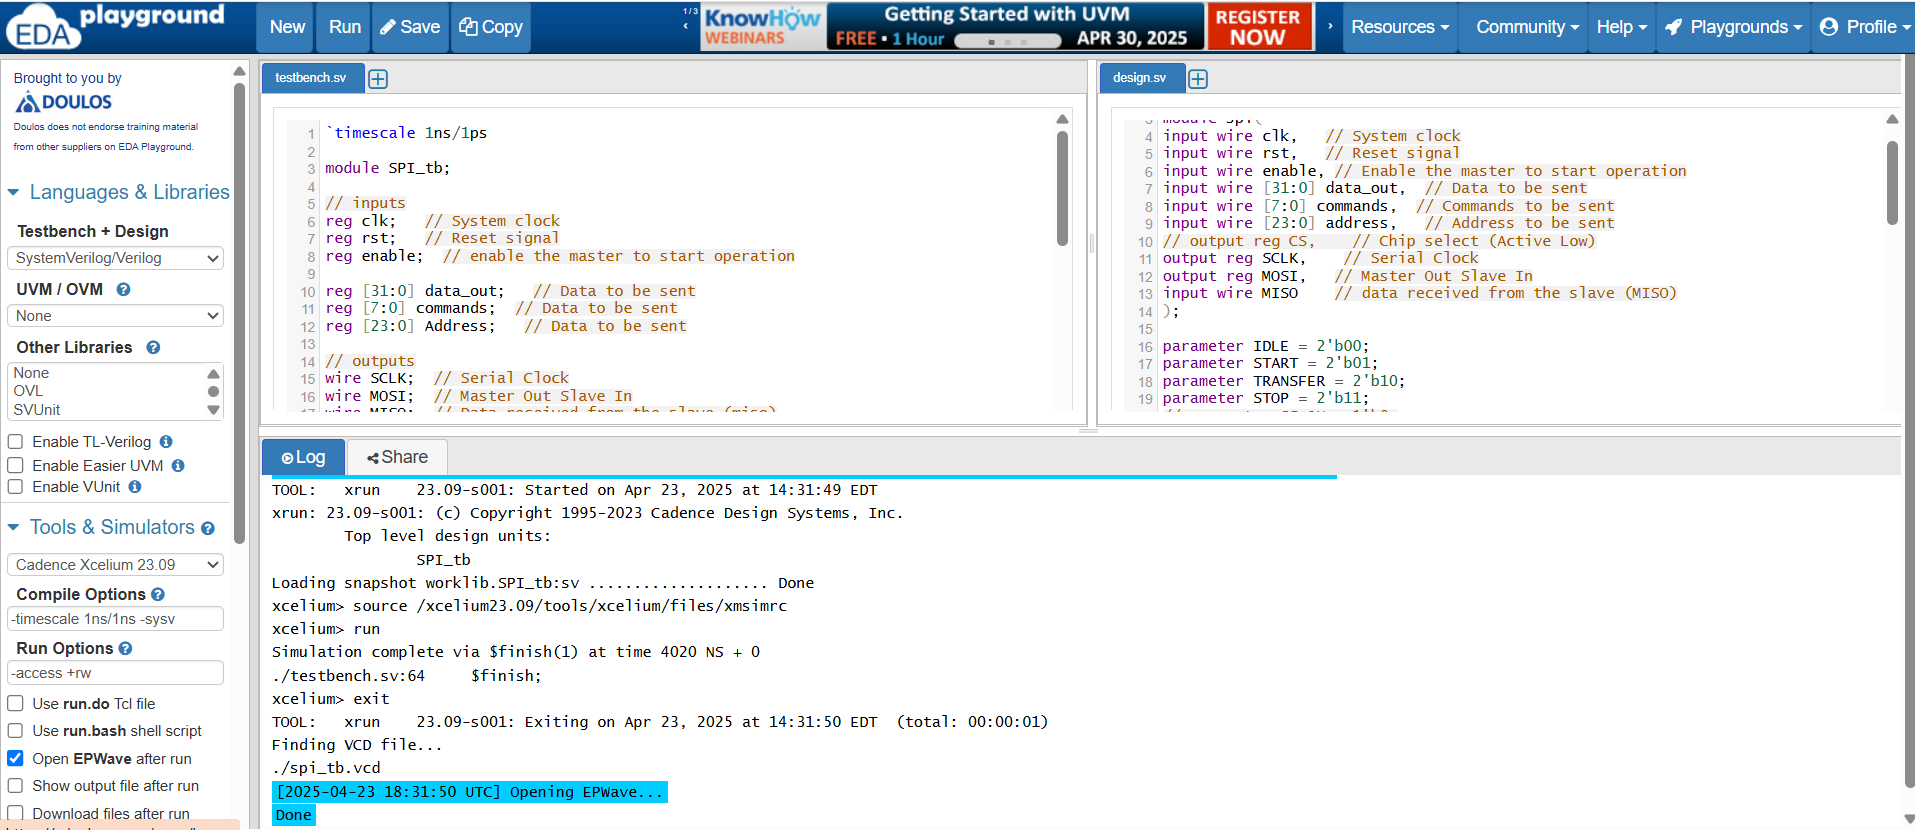 EDA playground
New
Run
Save
Copy
1 / 3
KNOWHOW WEBINARS
Getting Started with UVM
FREE • 1 Hour
APR 30, 2025
REGISTER NOW
Resources
Community
Help
Playgrounds
Profile
Brought to you by
DOULOS
Doulos does not endorse training material
from other suppliers on EDA Playground.
Languages & Libraries
Testbench + Design
SystemVerilog/Verilog
UVM / OVM
None
Other Libraries
None
OVL
SVUnit
Enable TL-Verilog
Enable Easier UVM
Enable VUnit
Tools & Simulators
Cadence Xcelium 23.09
Compile Options
-timescale 1ns/1ns -sysv
Run Options
-access +rw
Use run.do Tcl file
Use run.bash shell script
Open EPWave after run
Show output file after run
Download files after run
testbench.sv
1 `timescale 1ns/1ps
2
3 module SPI_tb;
4
5 // inputs
6 reg clk;   // System clock
7 reg rst;   // Reset signal
8 reg enable;  // enable the master to start operation
9
10 reg [31:0] data_out;   // Data to be sent
11 reg [7:0] commands;  // Data to be sent
12 reg [23:0] Address;   // Data to be sent
13
14 // outputs
15 wire SCLK;  // Serial Clock
16 wire MOSI;  // Master Out Slave In
17 wire MISO;  // Data received from the slave (miso)
design.sv
4 input wire clk,   // System clock
5 input wire rst,   // Reset signal
6 input wire enable, // Enable the master to start operation
7 input wire [31:0] data_out,  // Data to be sent
8 input wire [7:0] commands,  // Commands to be sent
9 input wire [23:0] address,   // Address to be sent
10 // output reg CS,    // Chip select (Active Low)
11 output reg SCLK,    // Serial Clock
12 output reg MOSI,   // Master Out Slave In
13 input wire MISO    // data received from the slave (MISO)
14 );
15
16 parameter IDLE = 2'b00;
17 parameter START = 2'b01;
18 parameter TRANSFER = 2'b10;
19 parameter STOP = 2'b11;
Log
Share
TOOL:   xrun    23.09-s001: Started on Apr 23, 2025 at 14:31:49 EDT
xrun: 23.09-s001: (c) Copyright 1995-2023 Cadence Design Systems, Inc.
Top level design units:
SPI_tb
Loading snapshot worklib.SPI_tb:sv .................... Done
xcelium> source /xcelium23.09/tools/xcelium/files/xmsimrc
xcelium> run
Simulation complete via $finish(1) at time 4020 NS + 0
./testbench.sv:64     $finish;
xcelium> exit
TOOL:   xrun    23.09-s001: Exiting on Apr 23, 2025 at 14:31:50 EDT  (total: 00:00:01)
Finding VCD file...
./spi_tb.vcd
[2025-04-23 18:31:50 UTC] Opening EPWave...
Done